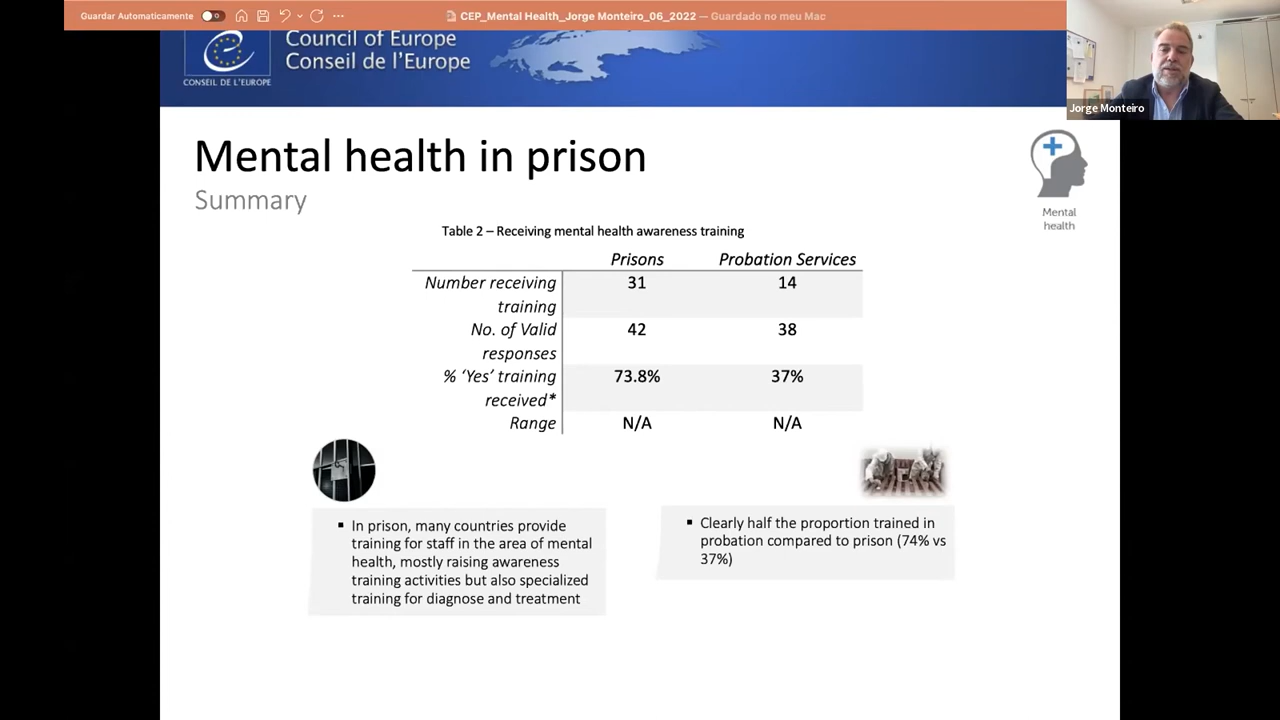 Guardar Automaticamente
CEP_Mental Health_Jorge Monteiro_06_2022 — Guardado no meu Mac
Council of Europe
Conseil de l'Europe
CONSEIL DE L'EUROPE
Jorge Monteiro
Mental health in prison
Summary
Mental
health
Table 2 – Receiving mental health awareness training
Prisons Probation Services
Number receiving 31 14
training
No. of Valid 42 38
responses
% ‘Yes’ training 73.8% 37%
received*
Range N/A N/A
▪ In prison, many countries provide
training for staff in the area of mental
health, mostly raising awareness
training activities but also specialized
training for diagnose and treatment
▪ Clearly half the proportion trained in
probation compared to prison (74% vs
37%)